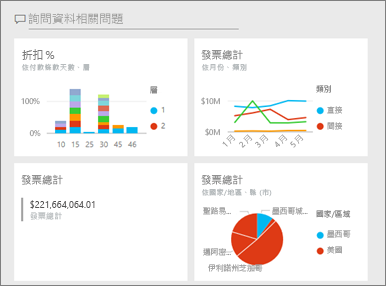 詢問資料相關問題
折扣 %
依付款條款天數、層
100%
0%
10 15 25 30 45 46
層
1
2
發票總計
依月份、類別
$10M
$0M
1月 2月 3月 4月 5月
類別
直接
間接
發票總計
$221,664,064.01
發票總計
發票總計
依國家/地區、縣 (市)
聖路易...
墨西哥城...
邁阿密...
伊利諾州芝加哥
國家/區域
墨西哥
美國